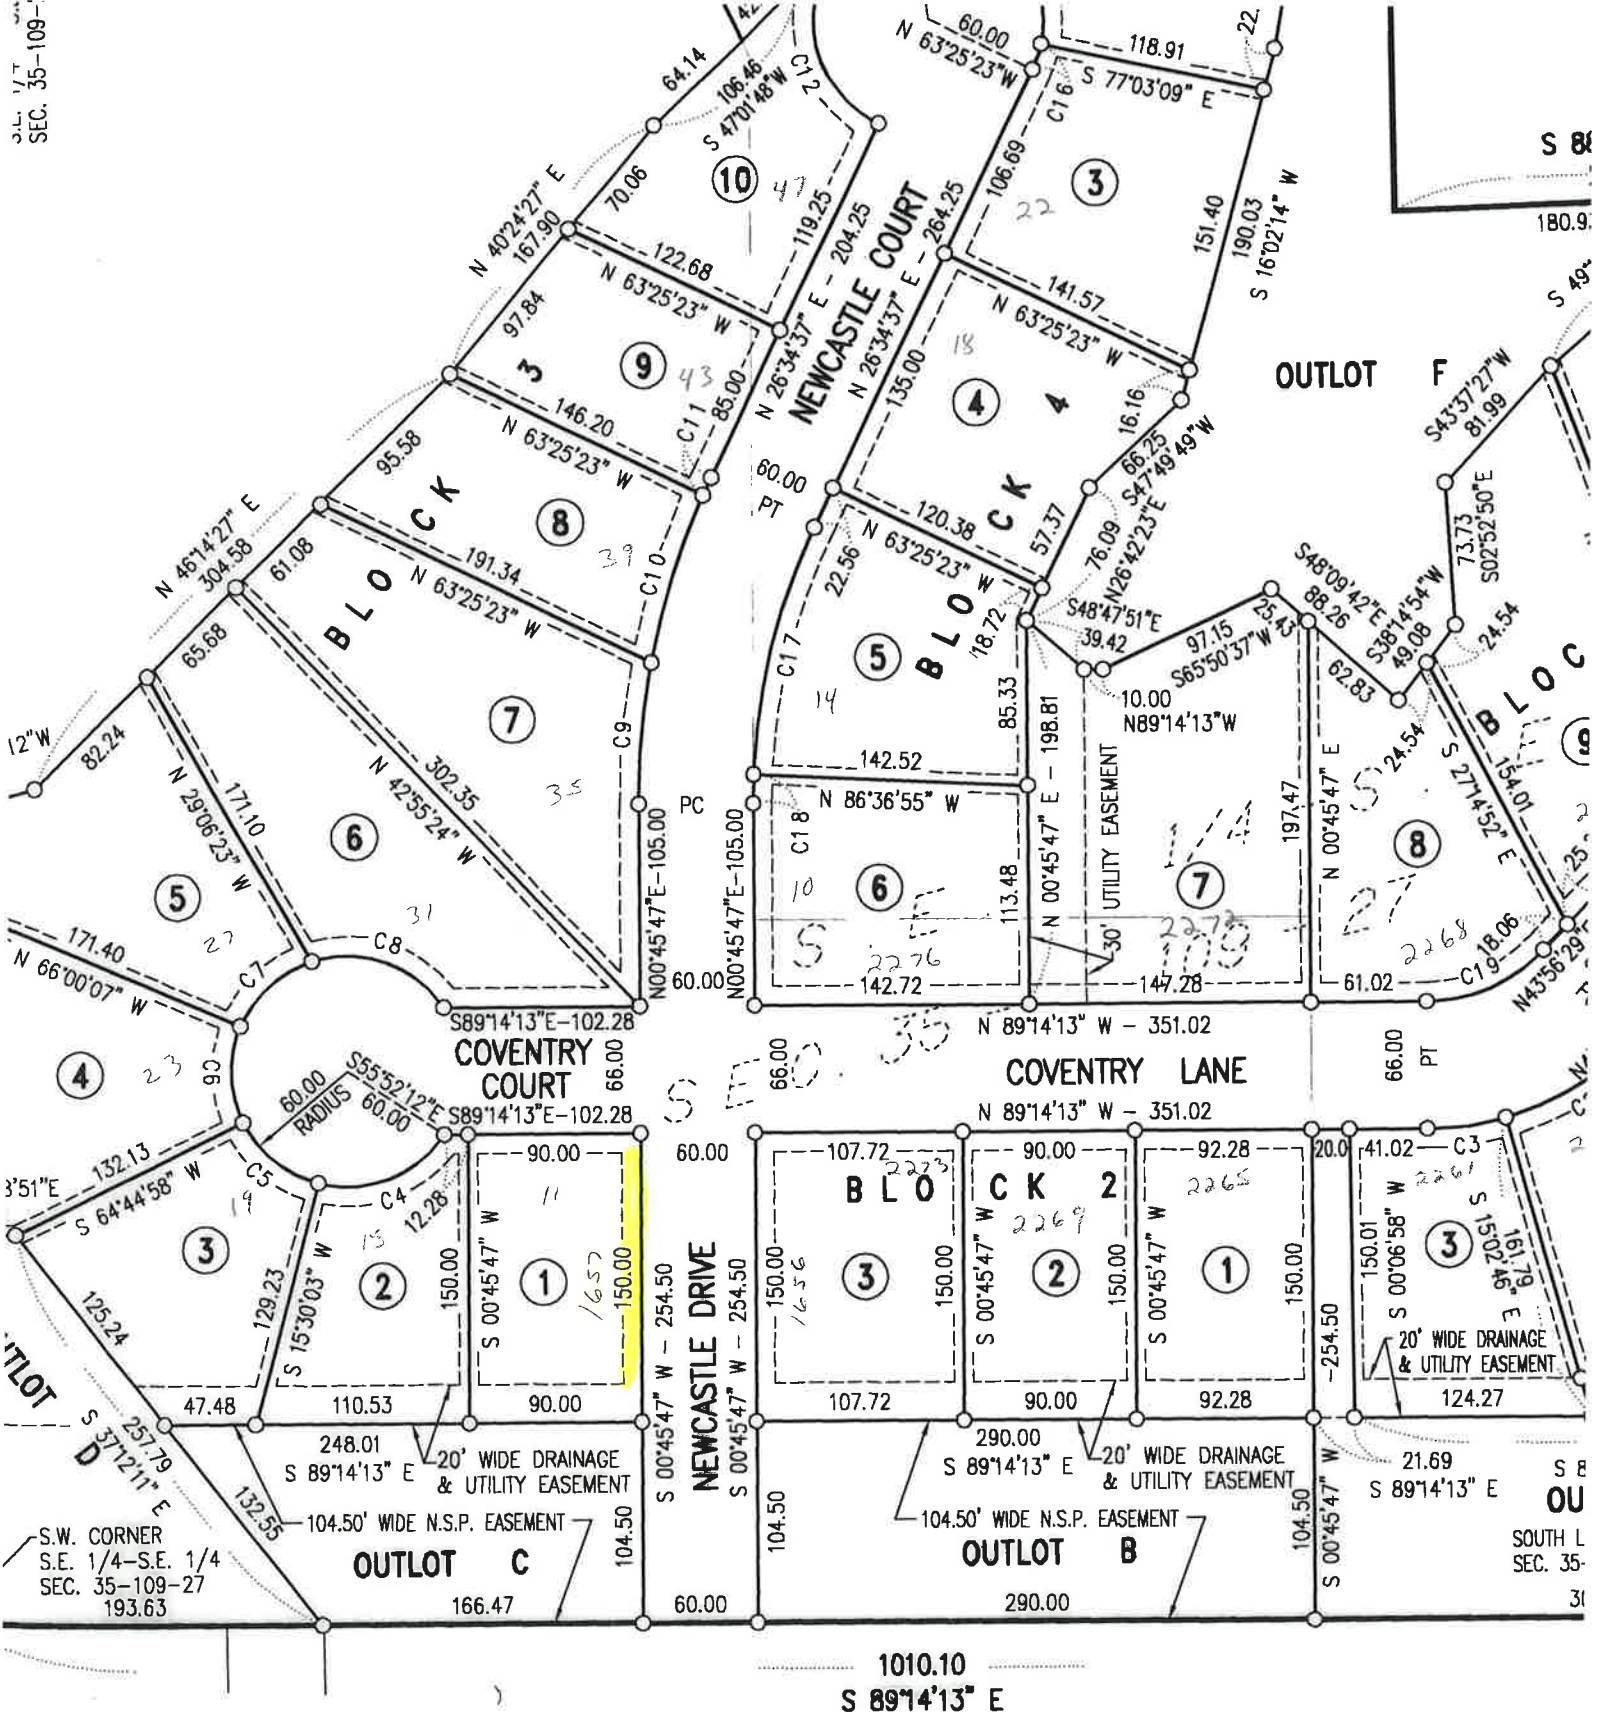 SEC. 35-109-
64.14
106.46
S 47°01'48" W
C12
60.00
N 63°25'23"W
C16
118.91
S 77°03'09" E
22.
S 88
180.9
N 40°24'27" E
167.90
70.06
10
47
119.25
N 26°34'37" E - 204.25
NEWCASTLE COURT
N 26°34'37" E - 264.25
106.69
3
22
151.40
190.03
S 16°02'14" W
S 49°
122.68
N 63°25'23" W
97.84
3
9
43
C11
85.00
141.57
N 63°25'23" W
18
135.00
4
4
16.16
66.25
S47°49'49"W
OUTLOT F
S43°37'27"W
81.99
146.20
N 63°25'23" W
95.58
60.00
PT
BLOCK
8
39
C10
120.38
N 63°25'23" W
22.56
BLOCK
57.37
76.09
N26°42'23"E
73.73
S02°52'50"E
N 46°14'27" E
304.58
61.08
191.34
N 63°25'23" W
C17
5
14
18.72
S48°47'51"E
39.42
97.15
S65°50'37"W
25.43
S48°09'42"E
88.26
62.83
S38°14'54"W
49.08
24.54
24.54
BLOC
65.68
7
35
C9
85.33
N 00°45'47" E - 198.81
10.00
N89°14'13"W
12"W
82.24
N 29°06'23" W
171.10
302.35
N 42°55'24" W
142.52
N 86°36'55" W
30' UTILITY EASEMENT
197.47
N 00°45'47" E
154.01
S 27°14'52" E
9
PC
6
31
N00°45'47"E-105.00
N00°45'47"E-105.00
C18
10
6
2276
113.48
1/4
7
2272
109
S
27
8
2268
25
5
27
171.40
N 66°00'07" W
C7
C8
60.00
S. E
142.72
147.28
61.02
18.06
C19
N43°56'29"
S89°14'13"E-102.28
COVENTRY
COURT
66.00
66.00
SEC. 35
N 89°14'13" W - 351.02
COVENTRY LANE
66.00
PT
4
23
C6
60.00
RADIUS
S55°52'12"E
60.00
S89°14'13"E-102.28
N 89°14'13" W - 351.02
132.13
S 64°44'58" W
3°51"E
C5
C4
12.28
90.00
60.00
107.72
2273
90.00
92.28
20.0
41.02
C3
BLOCK 2
19
3
15
2
11
1
1657
150.00
1656
3
2269
2
2265
1
2261
3
129.23
S 15°30'03" W
150.00
S 00°45'47" W
150.00
150.00
S 00°45'47" W
150.00
S 00°45'47" W
150.00
150.01
S 00°06'58" W
161.79
S 15°02'46" E
125.24
NEWCASTLE DRIVE
S 00°45'47" W - 254.50
S 00°45'47" W - 254.50
-254.50
S 00°45'47" W
20' WIDE DRAINAGE
& UTILITY EASEMENT
UTLOT
D
S 37°12'11" E
257.79
132.55
47.48
110.53
90.00
107.72
90.00
92.28
124.27
248.01
S 89°14'13" E
20' WIDE DRAINAGE
& UTILITY EASEMENT
290.00
S 89°14'13" E
20' WIDE DRAINAGE
& UTILITY EASEMENT
21.69
S 89°14'13" E
S 8
104.50' WIDE N.S.P. EASEMENT
OUTLOT C
104.50
104.50
104.50' WIDE N.S.P. EASEMENT
OUTLOT B
104.50
OU
SOUTH L
SEC. 35-
S.W. CORNER
S.E. 1/4-S.E. 1/4
SEC. 35-109-27
193.63
166.47
60.00
290.00
1010.10
S 89°14'13" E